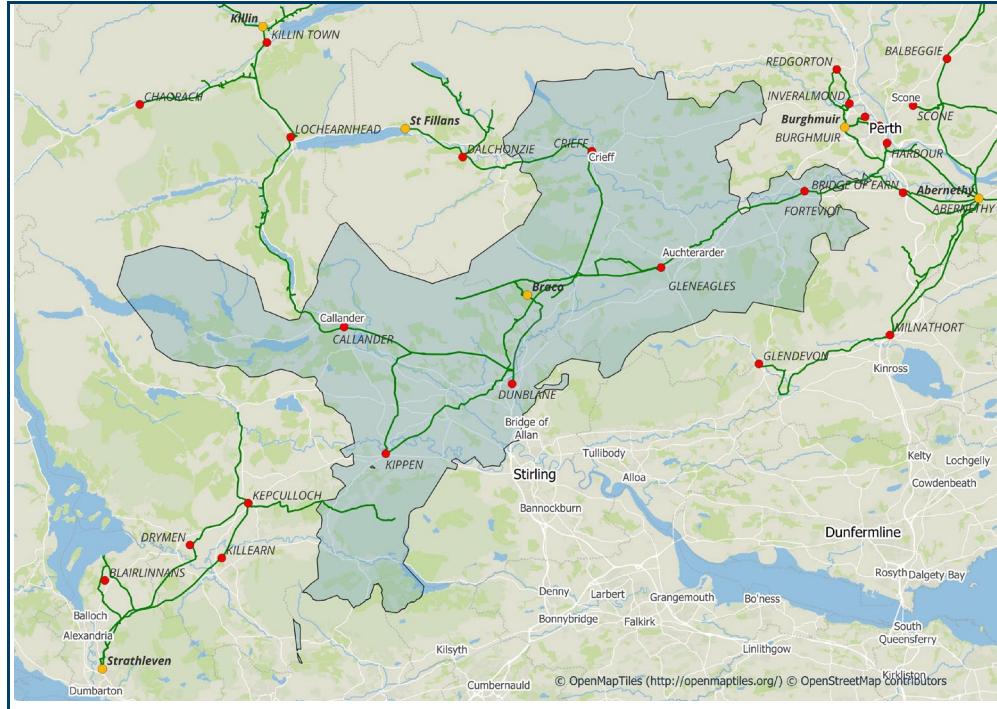 Killin
KILLIN TOWN
BALBEGGIE
REDGORTON
CHAORACH
INVERALMOND
Scone
SCONE
St Fillans
Burghmuir
Perth
BURGHMUIR
LOCHEARNHEAD
CRIEFF
DALCHONZIE
Crieff
HARBOUR
BRIDGE OF EARN
Abernethy
FORTEVIOT
ABERNETHY
Auchterarder
Braco
GLENEAGLES
Callander
CALLANDER
MILNATHORT
GLENDEVON
Kinross
DUNBLANE
Bridge of
Allan
KIPPEN
Tullibody
Kelty
Lochgelly
Stirling
Alloa
Cowdenbeath
KEPCULLOCH
Bannockburn
DRYMEN
Dunfermline
KILLEARN
BLAIRLINNANS
Rosyth
Dalgety Bay
Denny
Larbert
Grangemouth
Bo'ness
Balloch
Bonnybridge
Falkirk
South
Queensferry
Alexandria
Kilsyth
Linlithgow
Strathleven
Kirkliston
Dumbarton
Cumbernauld
© OpenMapTiles (http://openmaptiles.org/) © OpenStreetMap contributors